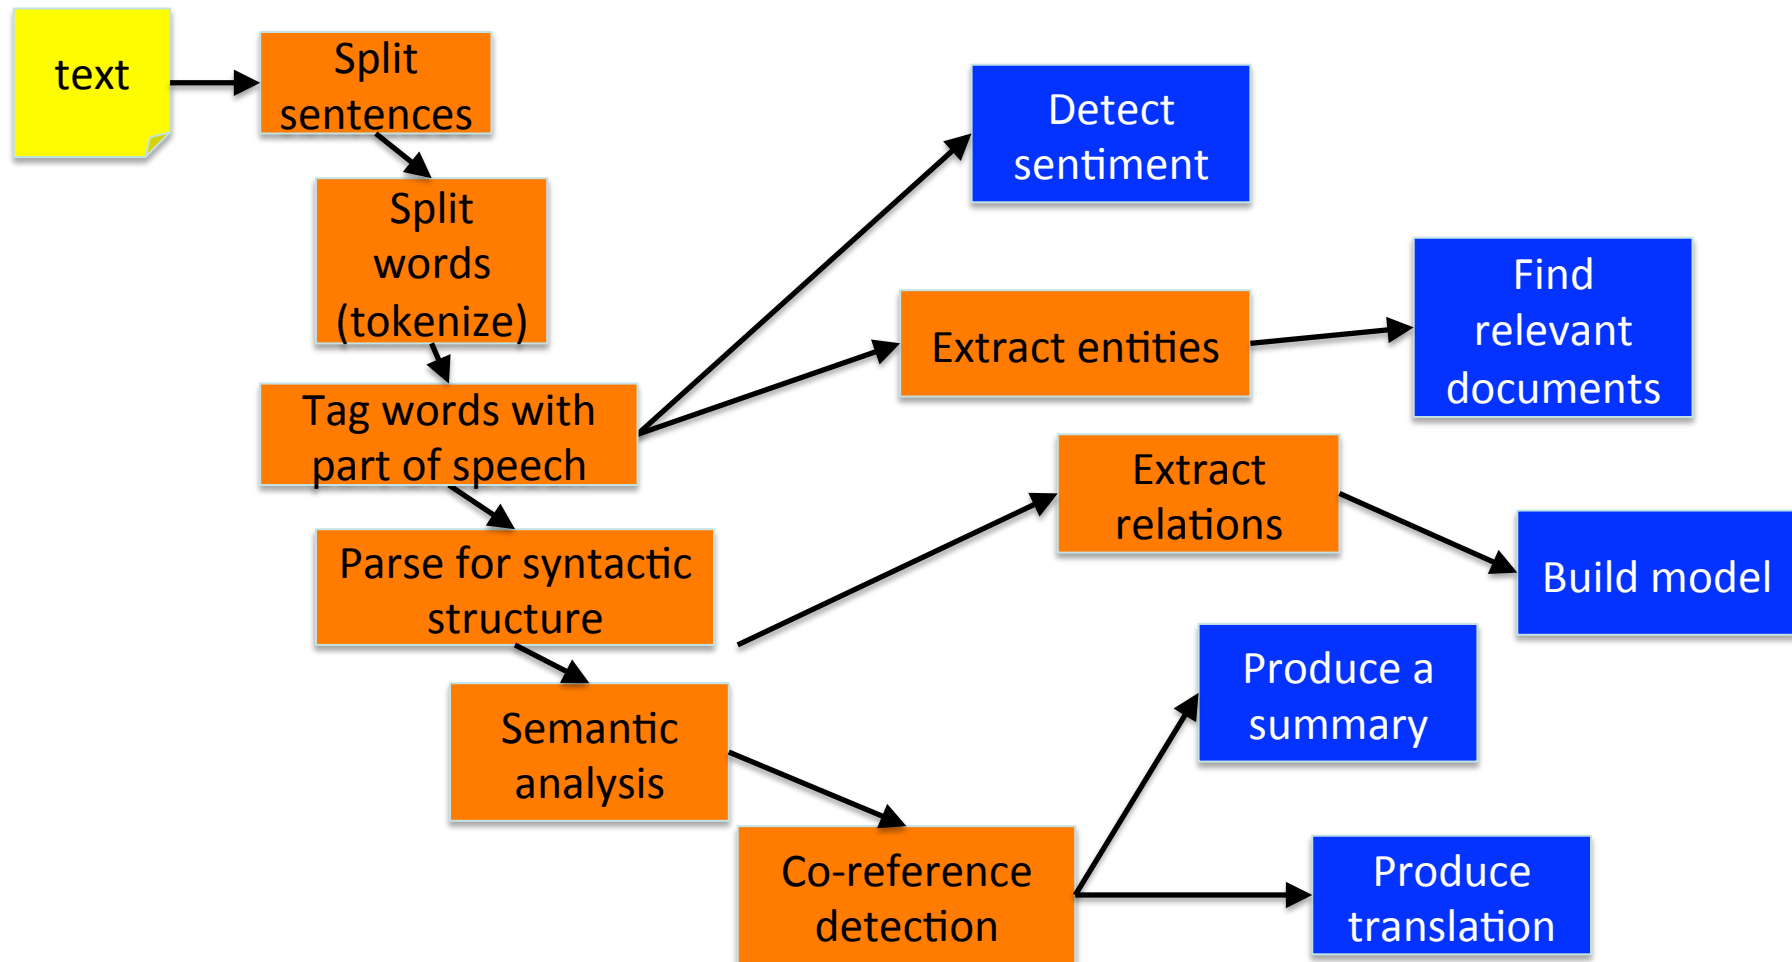 text
Split
sentences
Split
words
(tokenize)
Tag words with
part of speech
Parse for syntactic
structure
Semantic
analysis
Co-reference
detection
Detect
sentiment
Extract entities
Find
relevant
documents
Extract
relations
Build model
Produce a
summary
Produce
translation